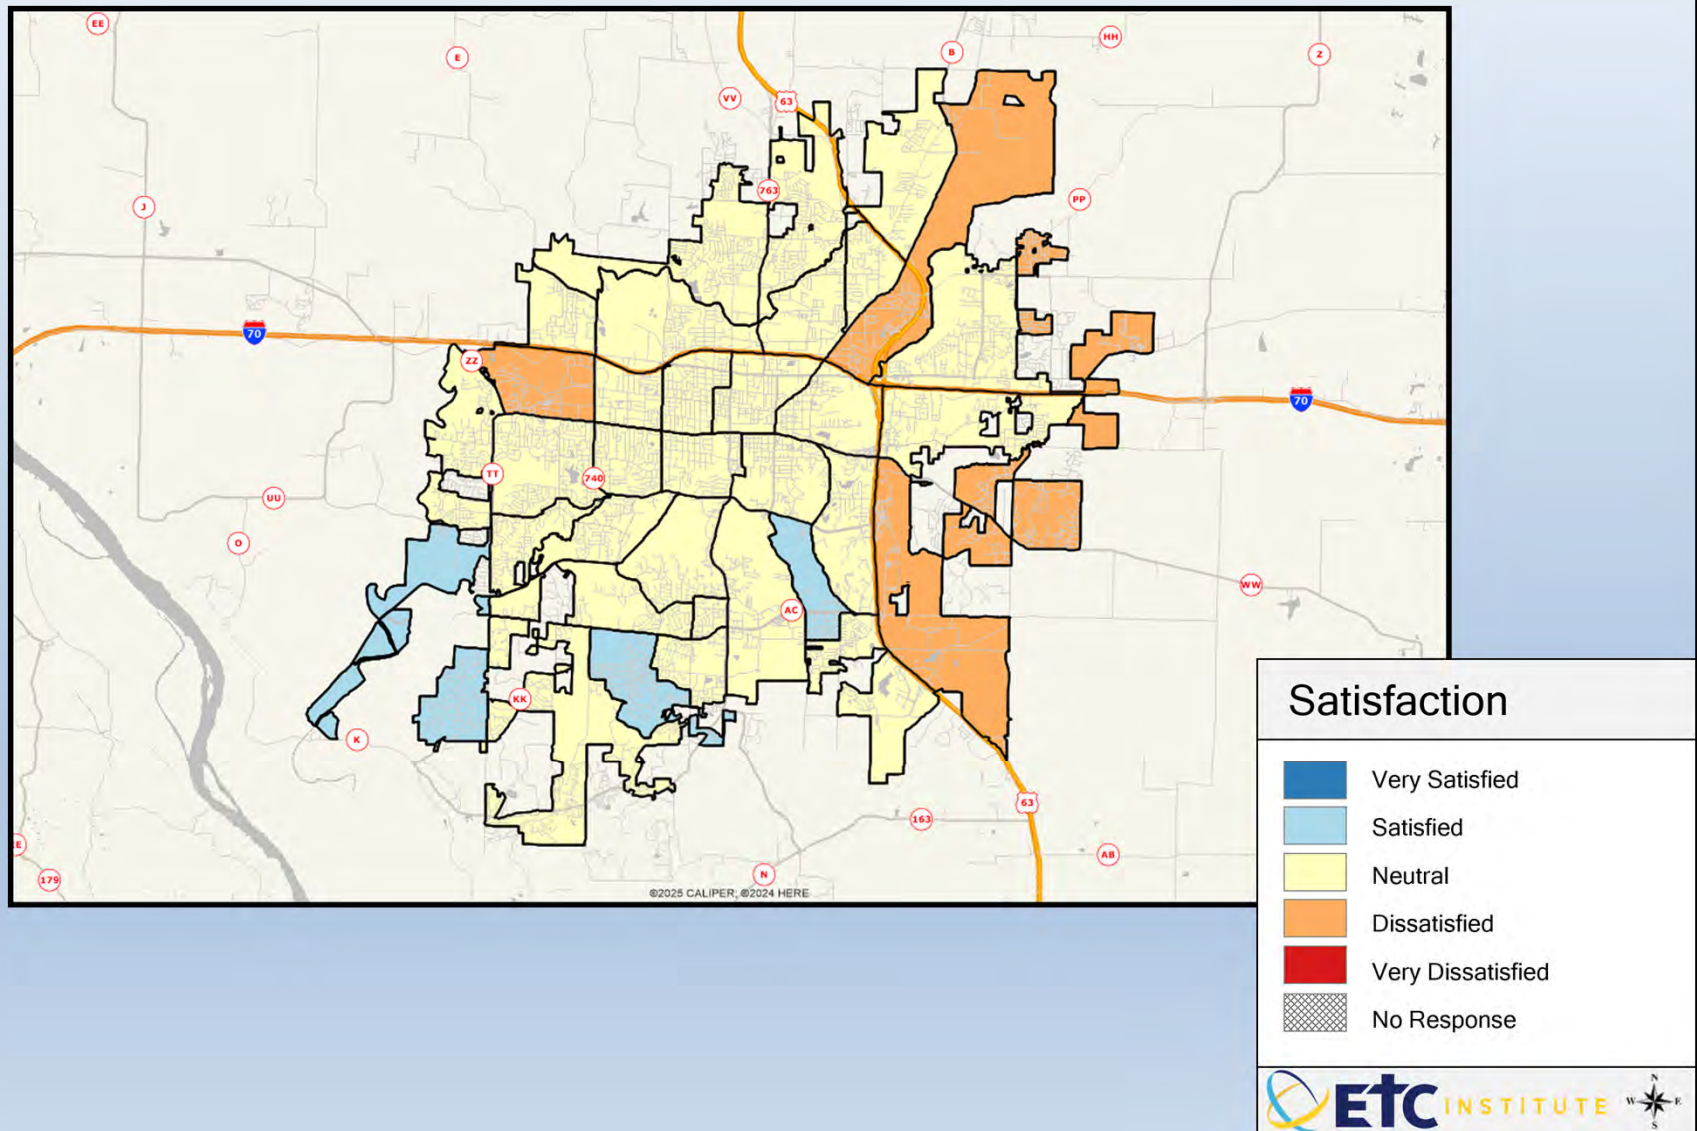 EE
E
B
HH
Z
VV
63
763
J
PP
70
ZZ
70
TT
740
UU
O
WW
AC
KK
K
63
163
EE
AB
179
N
©2025 CALIPER; ©2024 HERE
Satisfaction
Very Satisfied
Satisfied
Neutral
Dissatisfied
Very Dissatisfied
No Response
ETC INSTITUTE
N
W E
S